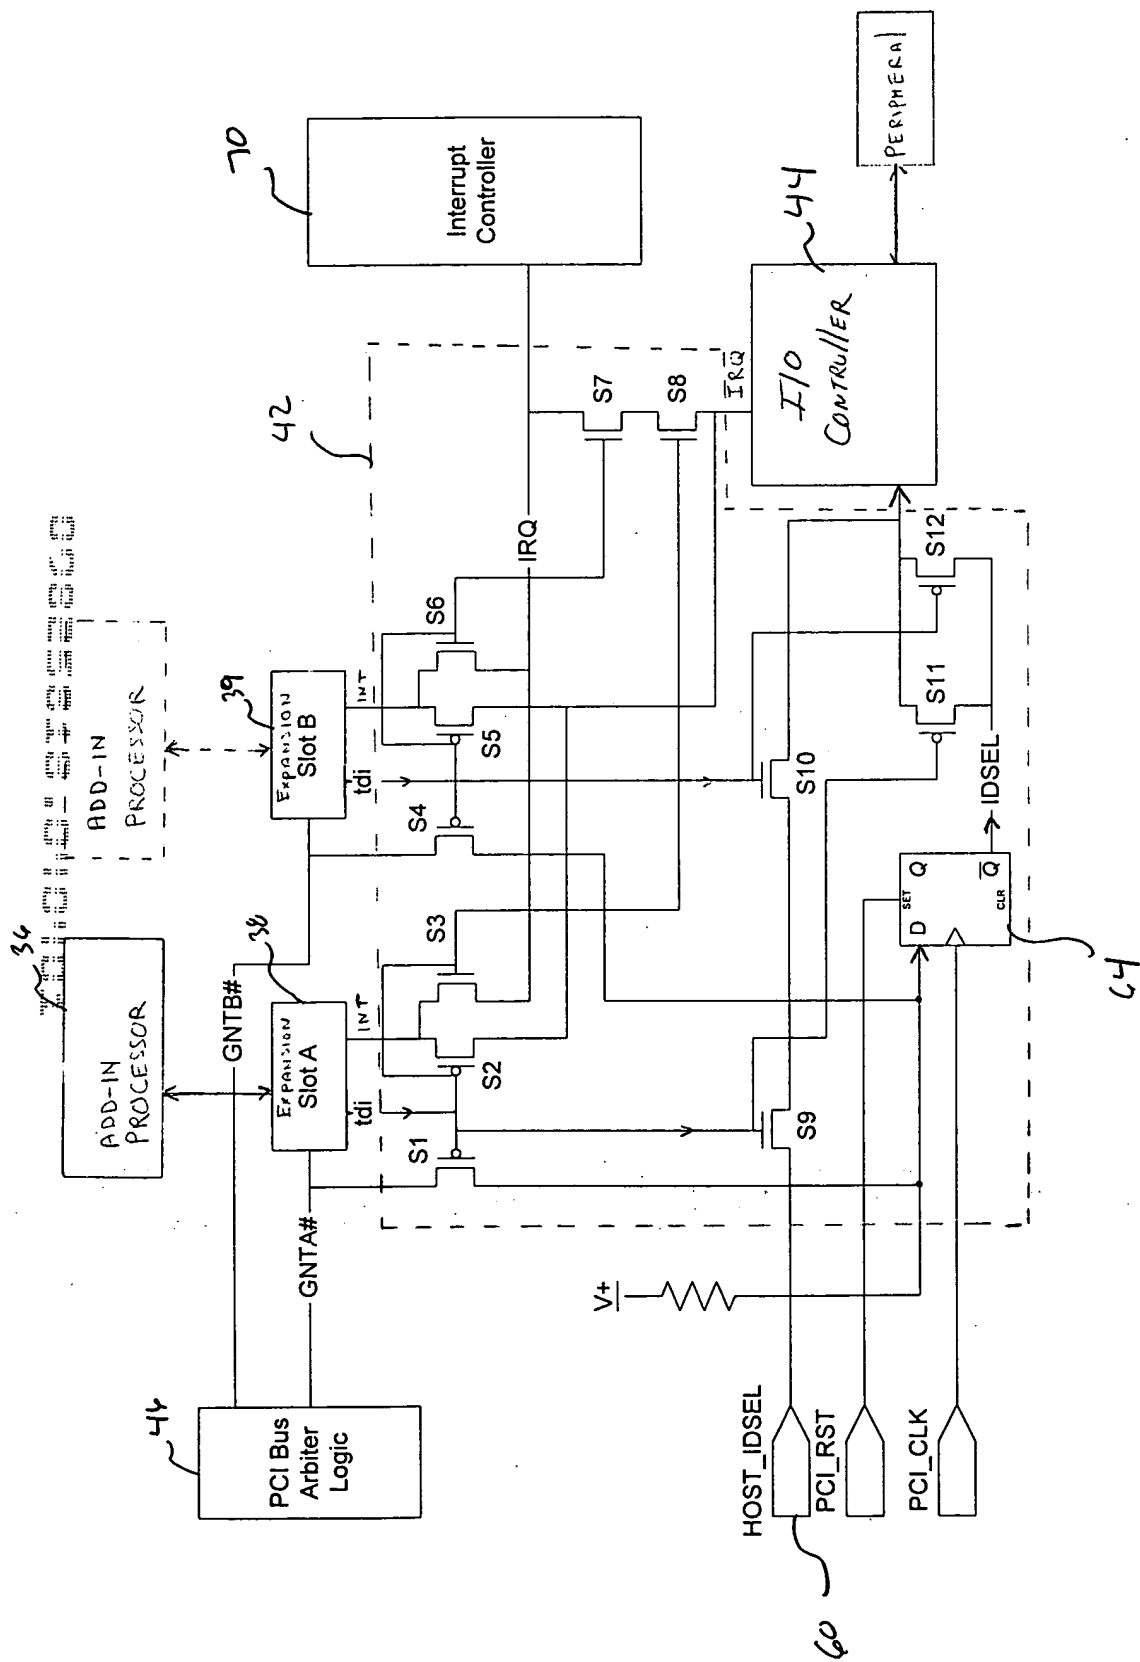 36
ADD-IN
PROCESSOR
ADD-IN
PROCESSOR
GNTB#
38
EXPANSION
Slot A
tdi
INT
39
EXPANSION
Slot B
tdi
INT
42
70
Interrupt
Controller
44
PCI Bus
Arbiter
Logic
GNTA#
S1
S2
S3
S4
S5
S6
IRQ
S7
S8
IRQ
I/O
CONTROLLER
44
PERIPHERAL
V+
S9
S10
S11
S12
IDSEL
D
SET
Q
Q
CLR
64
HOST_IDSEL
60
PCI_RST
PCI_CLK